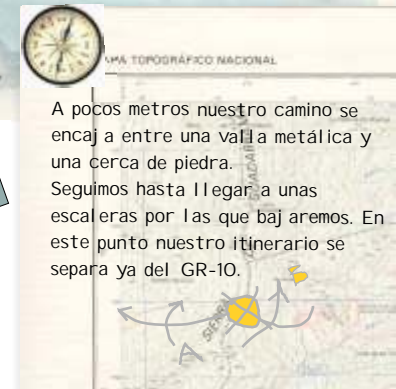 MAPA TOPOGRÁFICO NACIONAL
A pocos metros nuestro camino se
encaja entre una valla metálica y
una cerca de piedra.
Seguimos hasta llegar a unas
escaleras por las que bajaremos. En
este punto nuestro itinerario se
separa ya del GR-10.
SIERRA